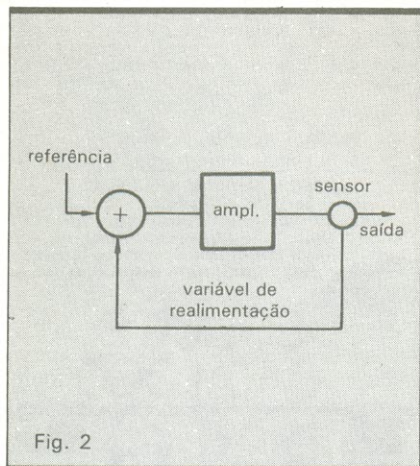 referência
+
ampl.
sensor
saída
variável de
realimentação
Fig. 2